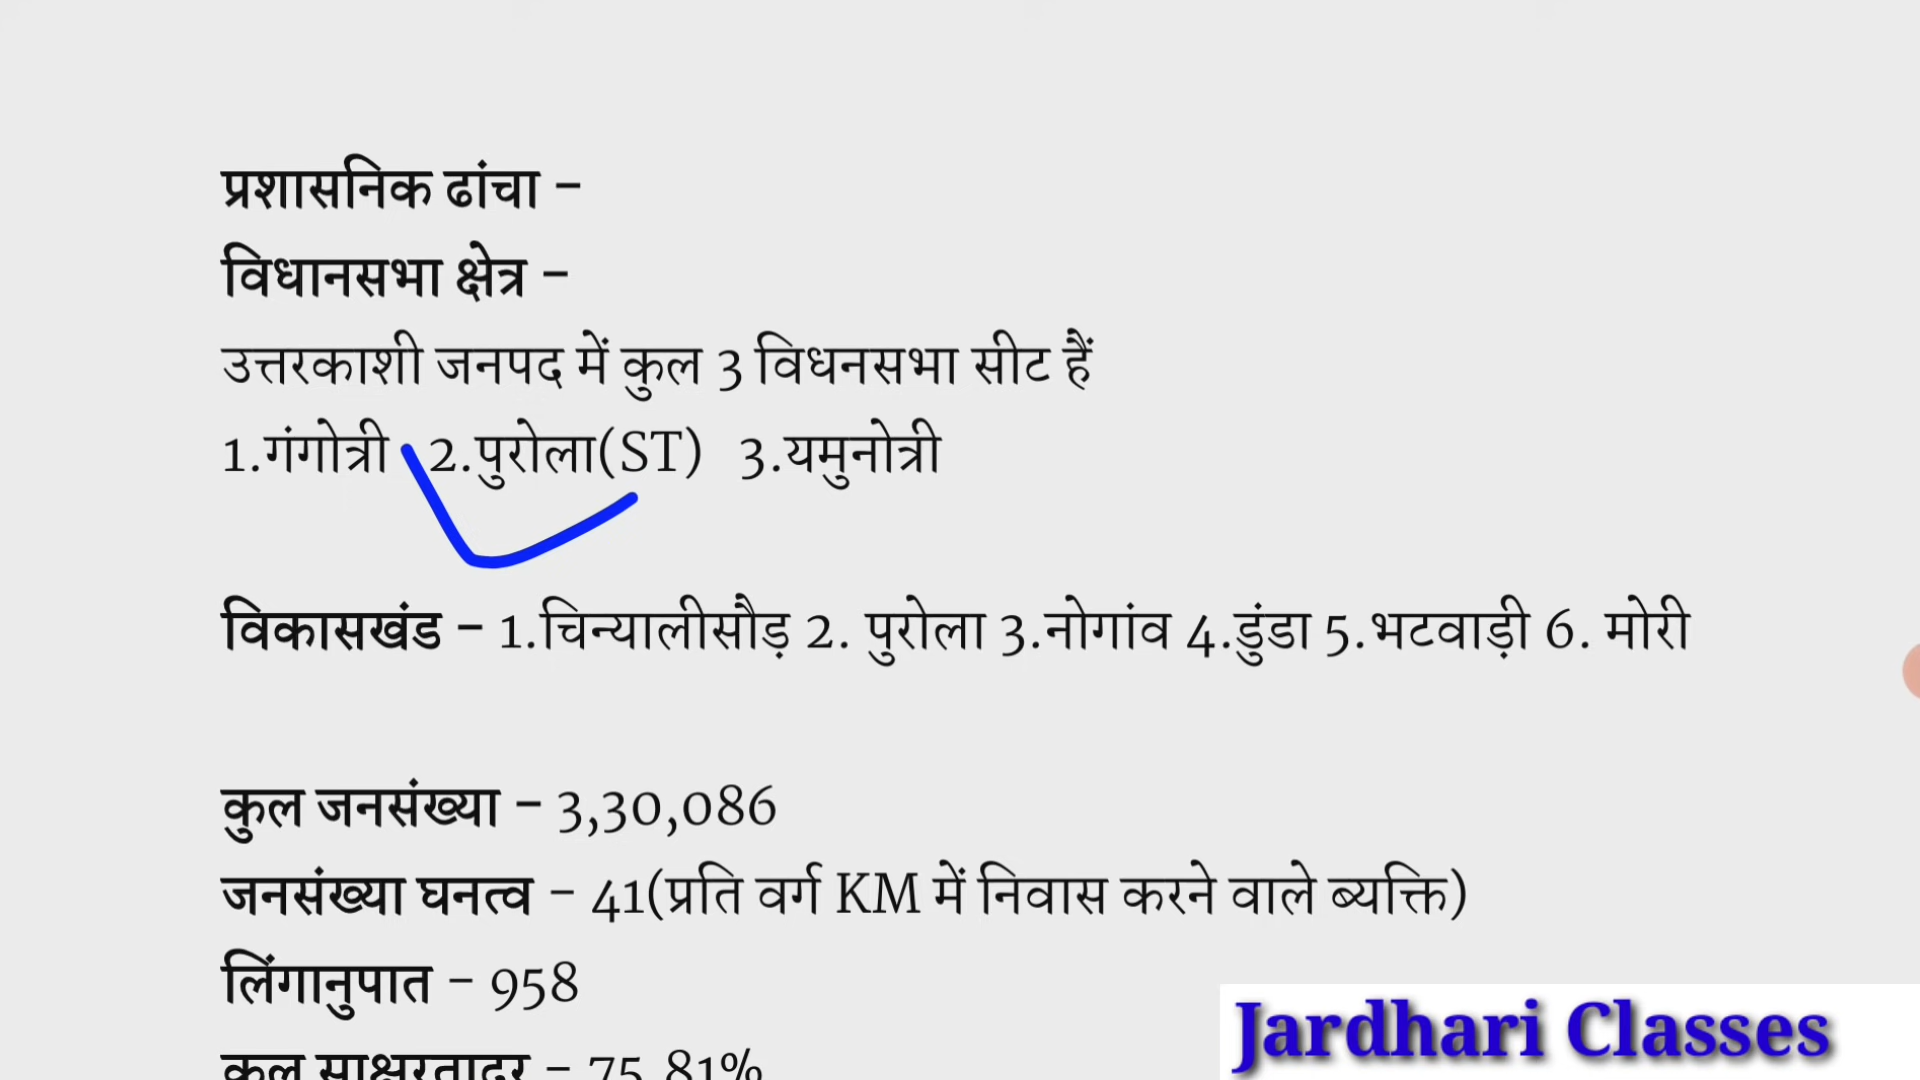 प्रशासनिक ढांचा –
विधानसभा क्षेत्र –
उत्तरकाशी जनपद में कुल 3 विधनसभा सीट हैं
1.गंगोत्री 2.पुरोला(ST) 3.यमुनोत्री
विकासखंड – 1.चिन्यालीसौड़ 2. पुरोला 3.नोगांव 4.डुंडा 5.भटवाड़ी 6. मोरी
कुल जनसंख्या – 3,30,086
जनसंख्या घनत्व – 41(प्रति वर्ग KM में निवास करने वाले ब्यक्ति)
लिंगानुपात – 958
कुल साक्षरतादर – 75.81%
Jardhari Classes